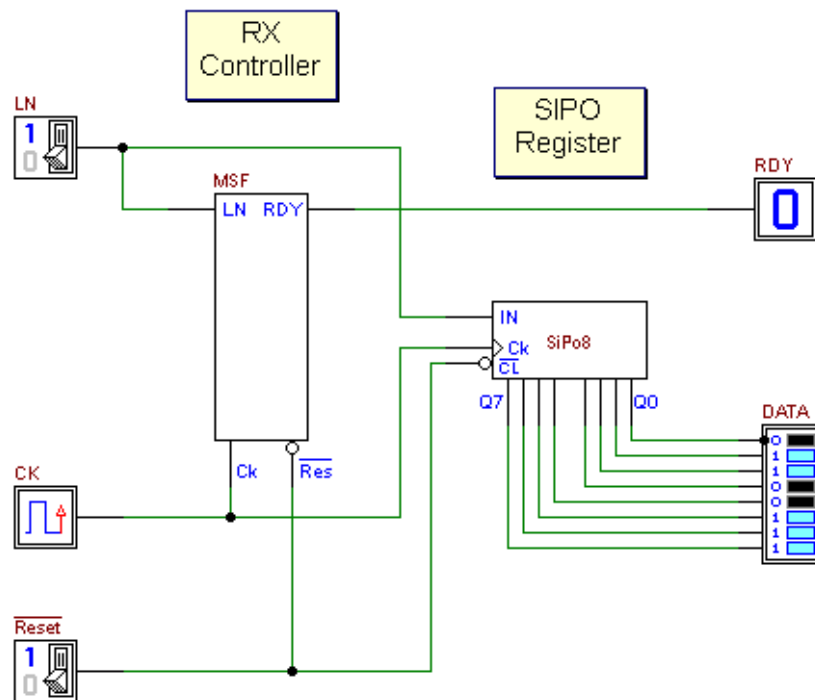 RX
Controller
SIPO
Register
LN
1
0
MSF
LN RDY
RDY
0
IN
SiPo8
Ck
CL
Q7
Q0
DATA
0
1
1
0
0
1
1
1
Ck
Res
CK
Reset
1
0